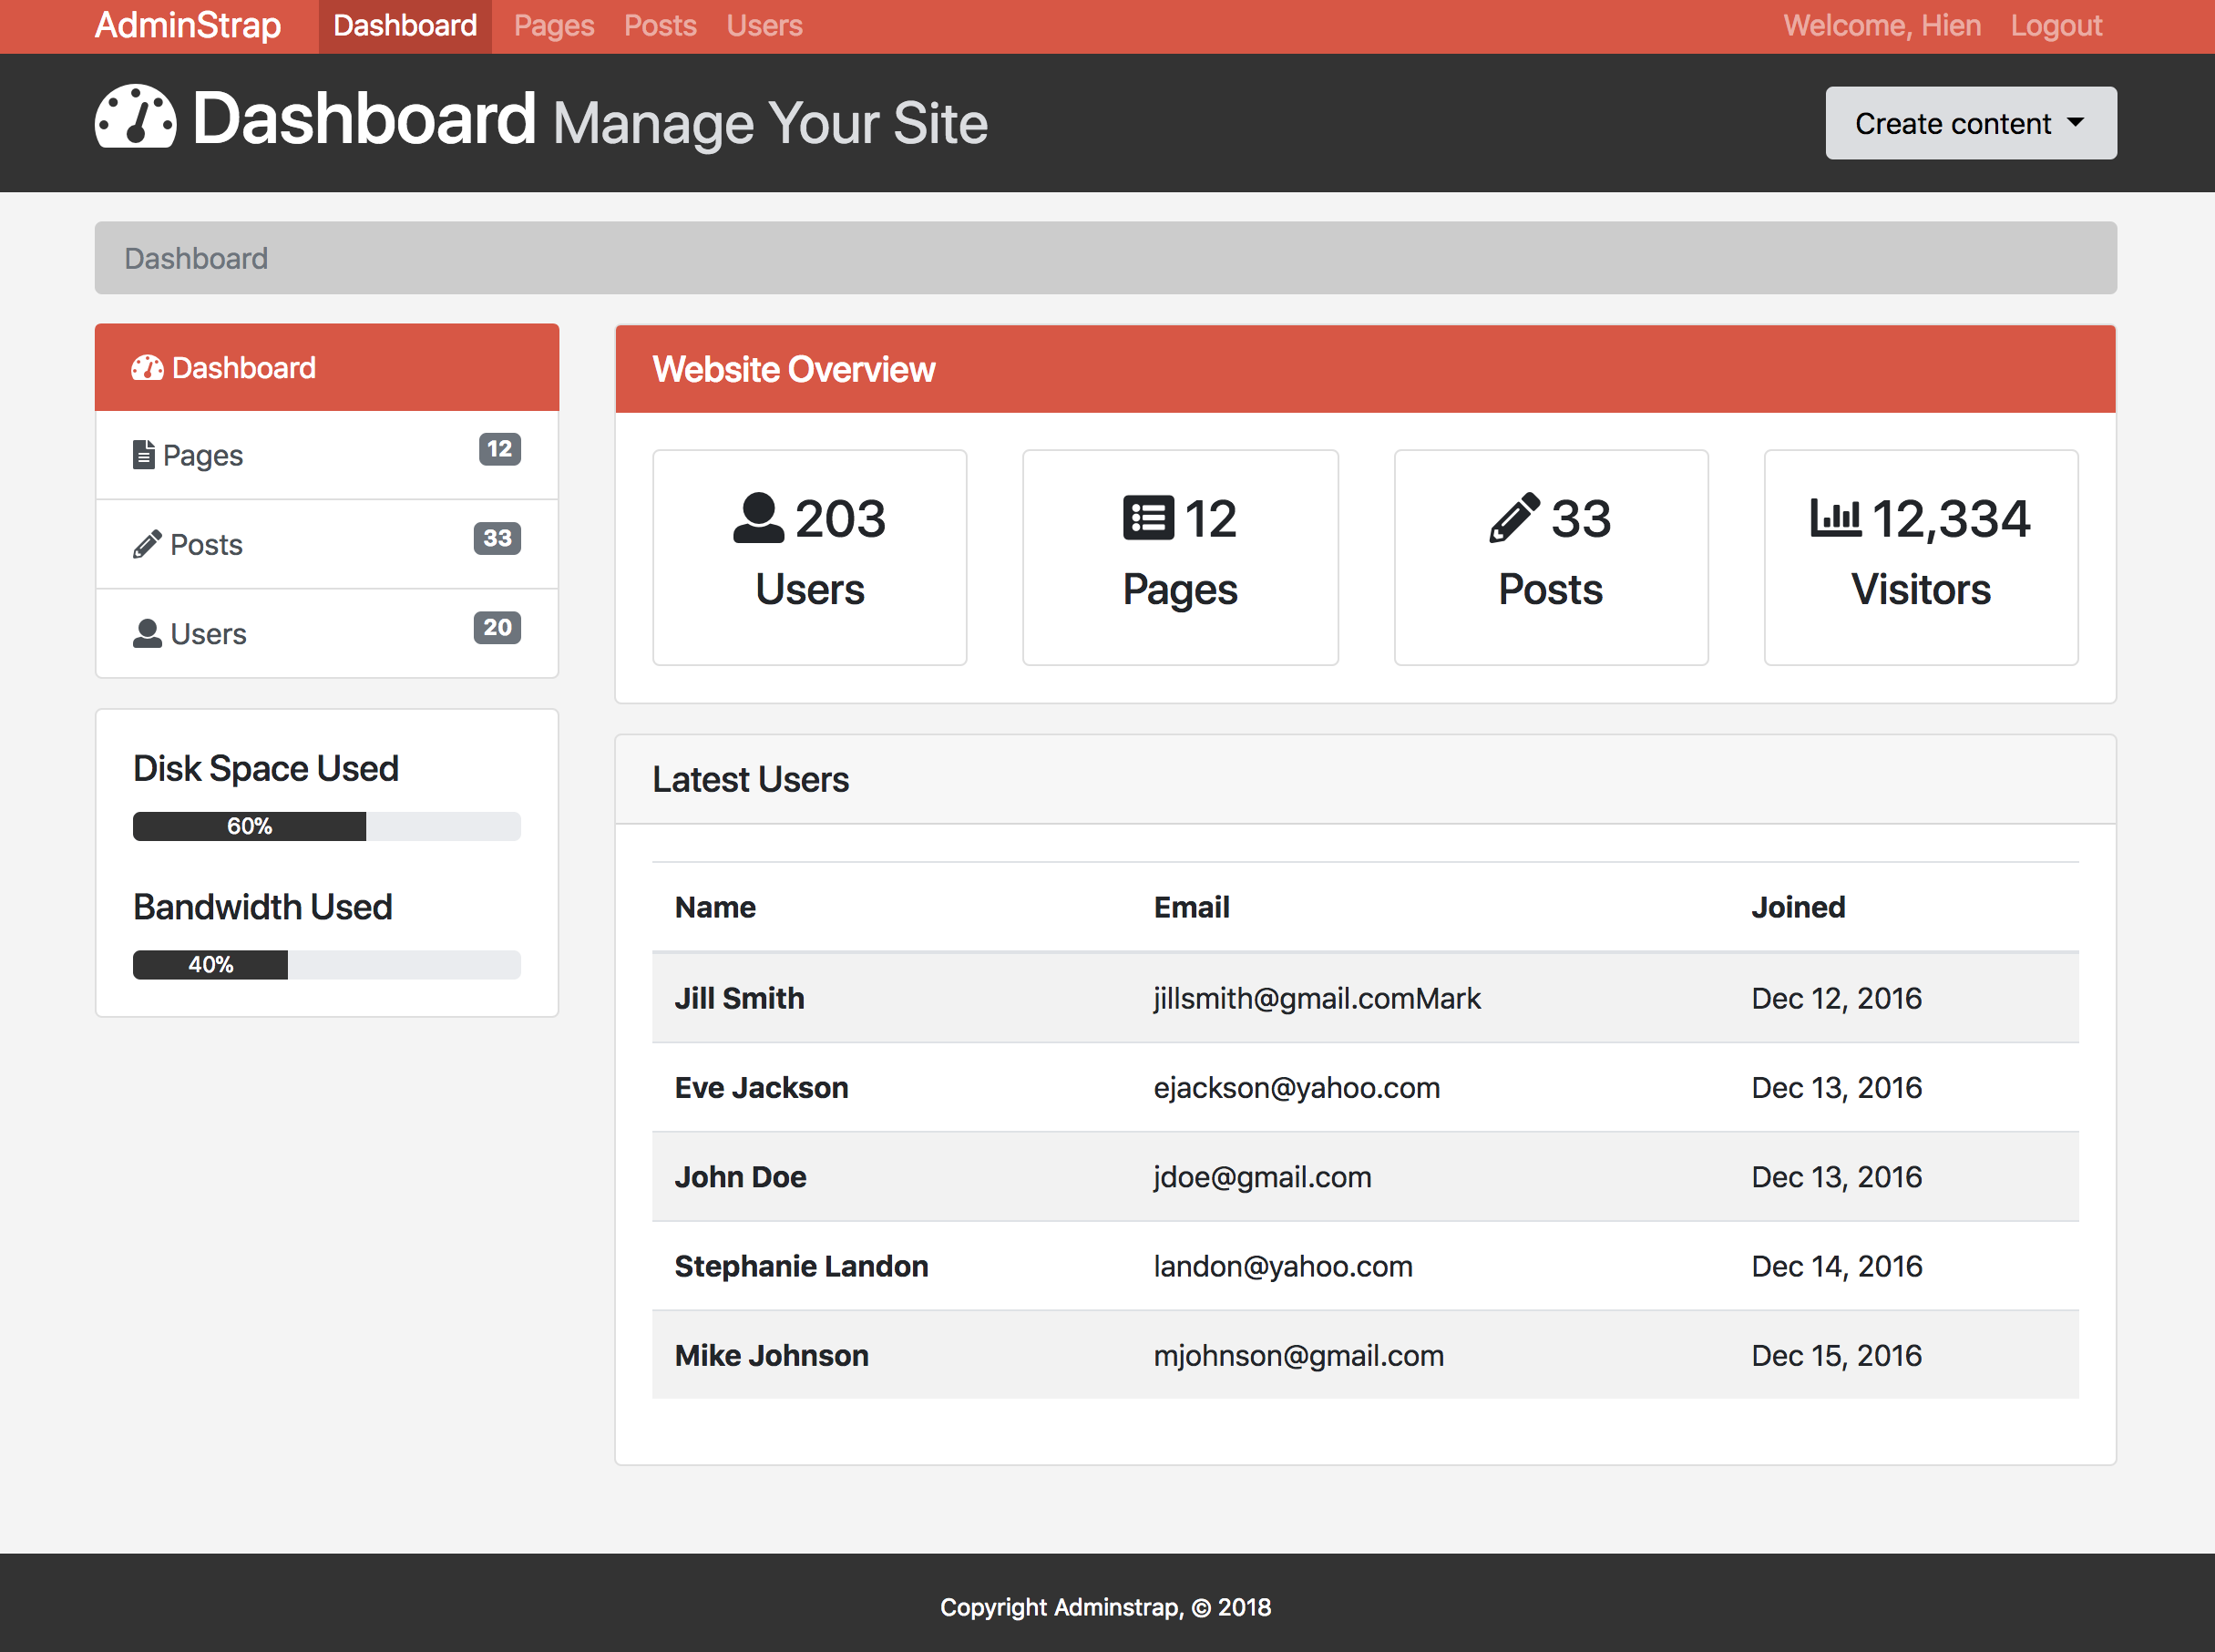 AdminStrap Dashboard Pages Posts Users Welcome, Hien Logout
Dashboard Manage Your Site Create content
Dashboard
Dashboard
Pages 12
Posts 33
Users 20
Disk Space Used
60%
Bandwidth Used
40%
Website Overview
203 Users
12 Pages
33 Posts
12,334 Visitors
Latest Users
Name Email Joined
Jill Smith jillsmith@gmail.comMark Dec 12, 2016
Eve Jackson ejackson@yahoo.com Dec 13, 2016
John Doe jdoe@gmail.com Dec 13, 2016
Stephanie Landon landon@yahoo.com Dec 14, 2016
Mike Johnson mjohnson@gmail.com Dec 15, 2016
Copyright Adminstrap, © 2018